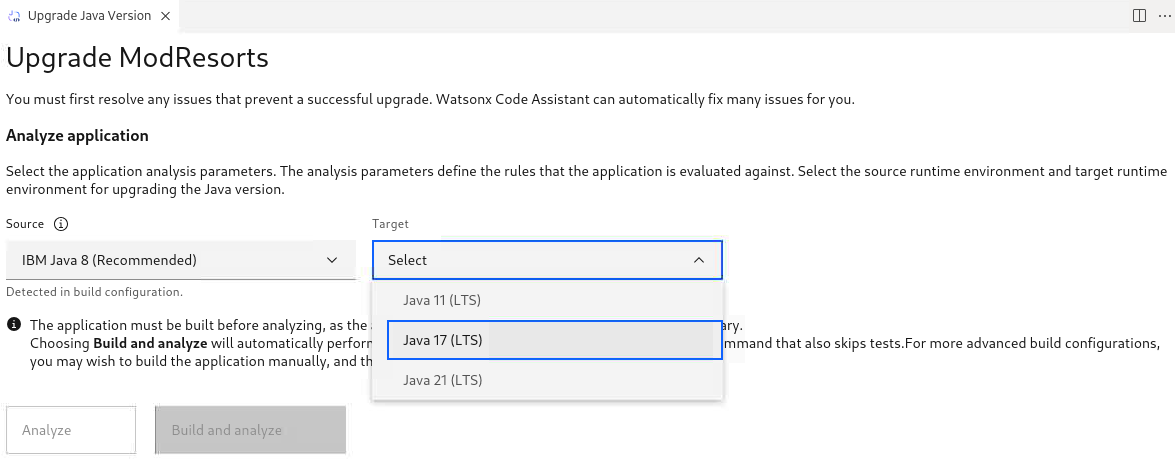 Upgrade Java Version
Upgrade ModResorts
You must first resolve any issues that prevent a successful upgrade. Watsonx Code Assistant can automatically fix many issues for you.
Analyze application
Select the application analysis parameters. The analysis parameters define the rules that the application is evaluated against. Select the source runtime environment and target runtime
environment for upgrading the Java version.
Source
Target
IBM Java 8 (Recommended)
Select
Detected in build configuration.
Java 11 (LTS)
Java 17 (LTS)
Java 21 (LTS)
The application must be built before analyzing, as the
Choosing Build and analyze will automatically perform mmand that also skips tests.For more advanced build configurations,
you may wish to build the application manually, and
Analyze
Build and analyze